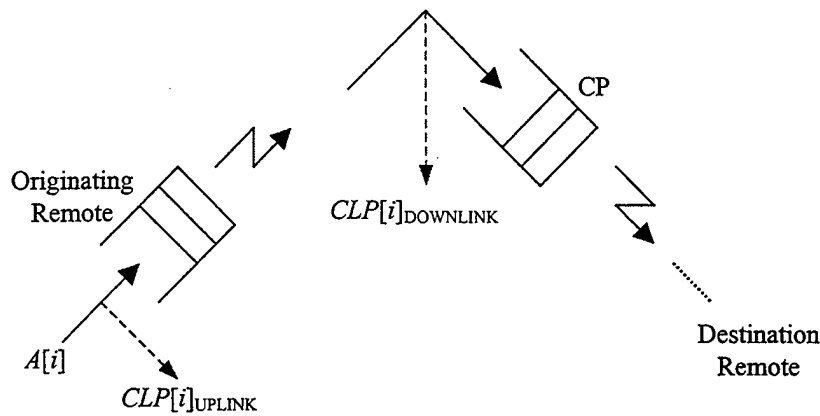 CP
Originating
Remote
CLP[i]DOWNLINK
A[i]
CLP[i]UPLINK
Destination
Remote